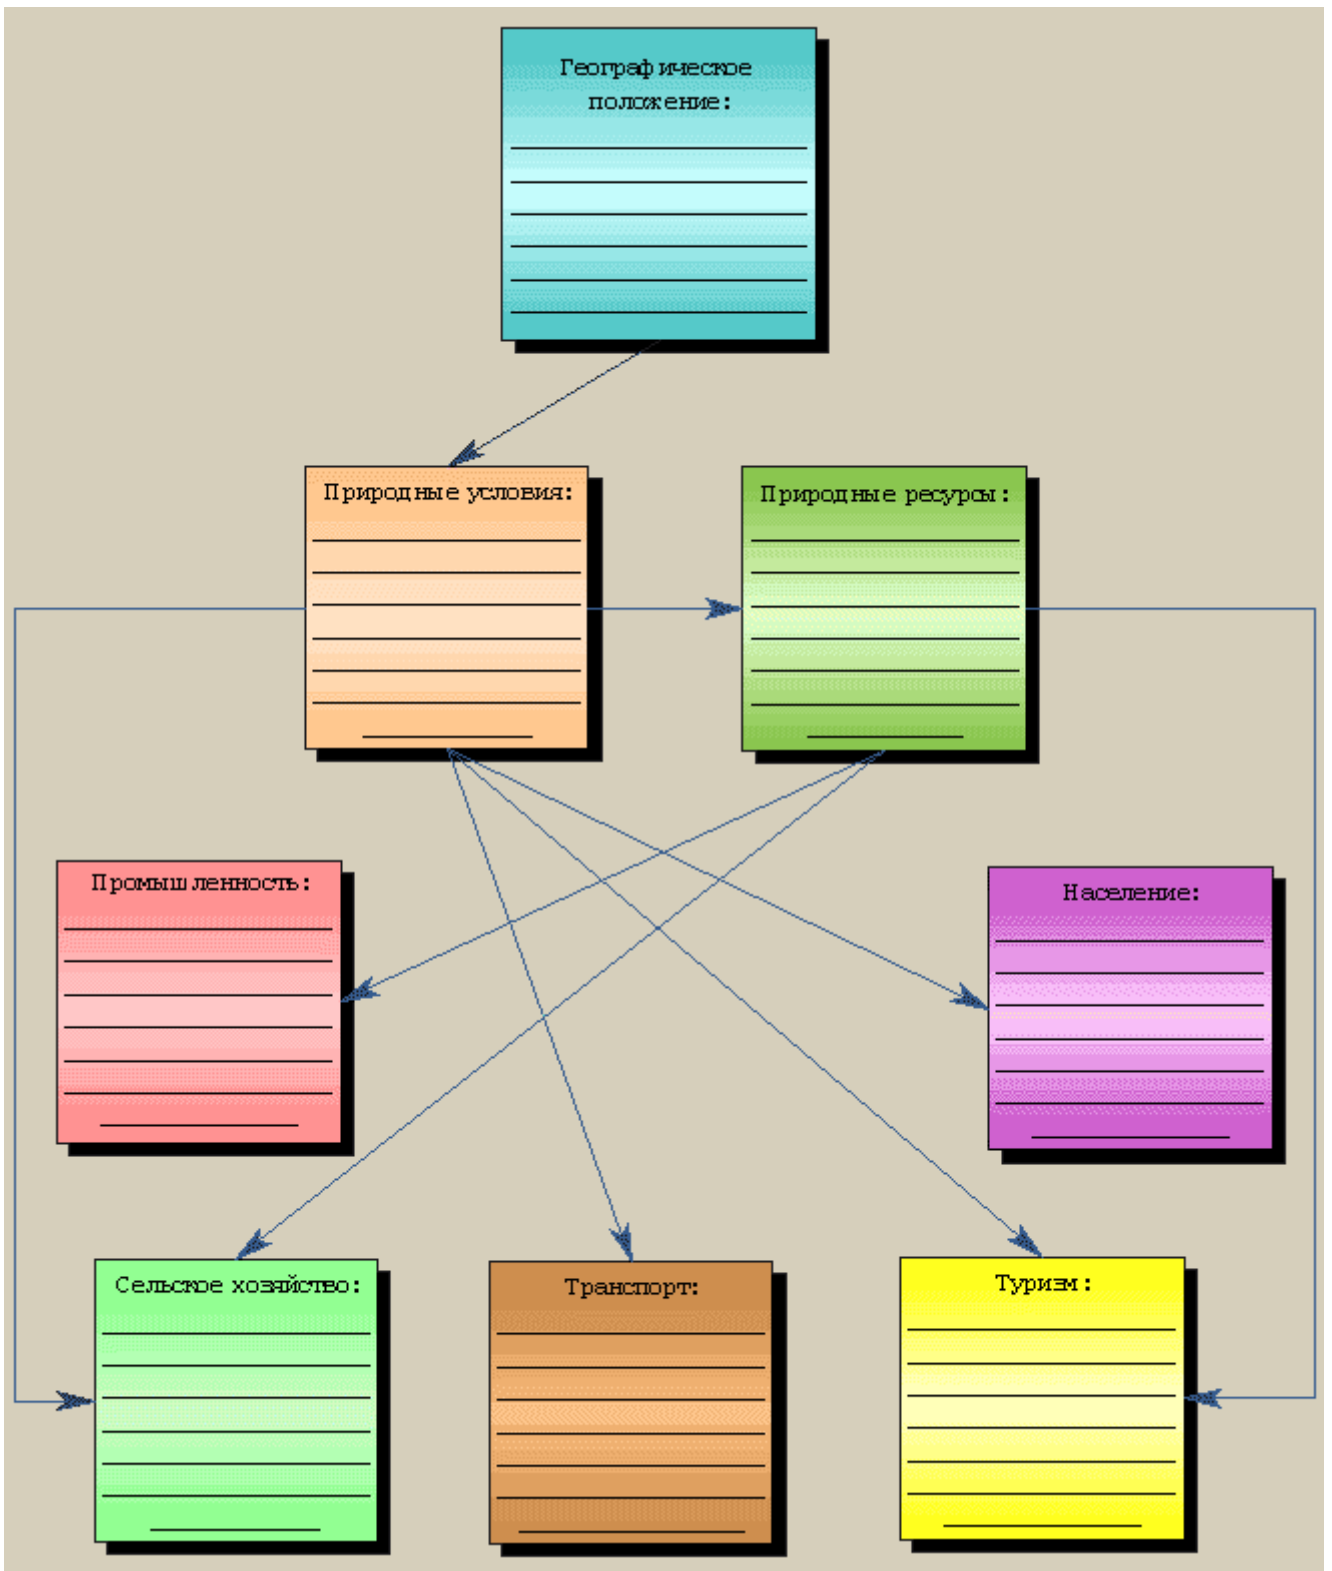 Географическое
положение:
Природные условия:
Природные ресурсы:
Промышленность:
Население:
Сельское хозяйство:
Транспорт:
Туризм: